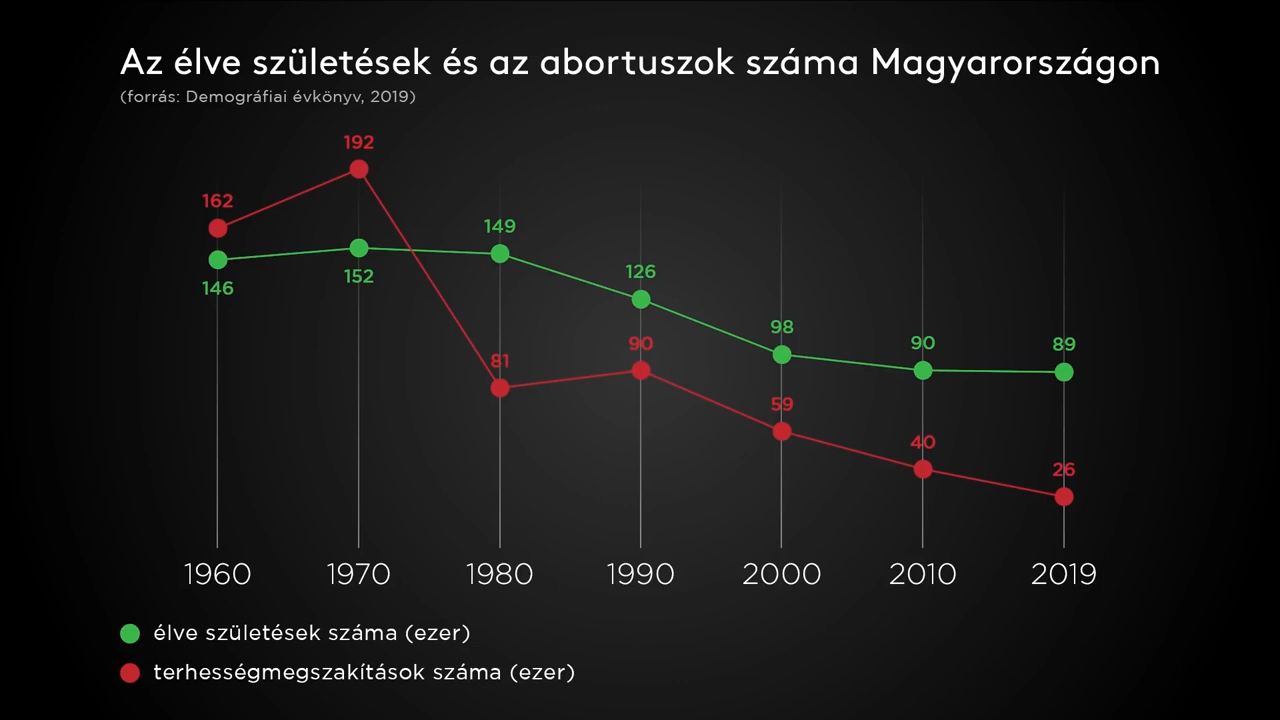 Az élve születések és az abortuszok száma Magyarországon
(forrás: Demográfiai évkönyv, 2019)
192
162
149
146
152
126
98
90
89
81
90
59
40
26
1960 1970 1980 1990 2000 2010 2019
élve születések száma (ezer)
terhességmegszakítások száma (ezer)